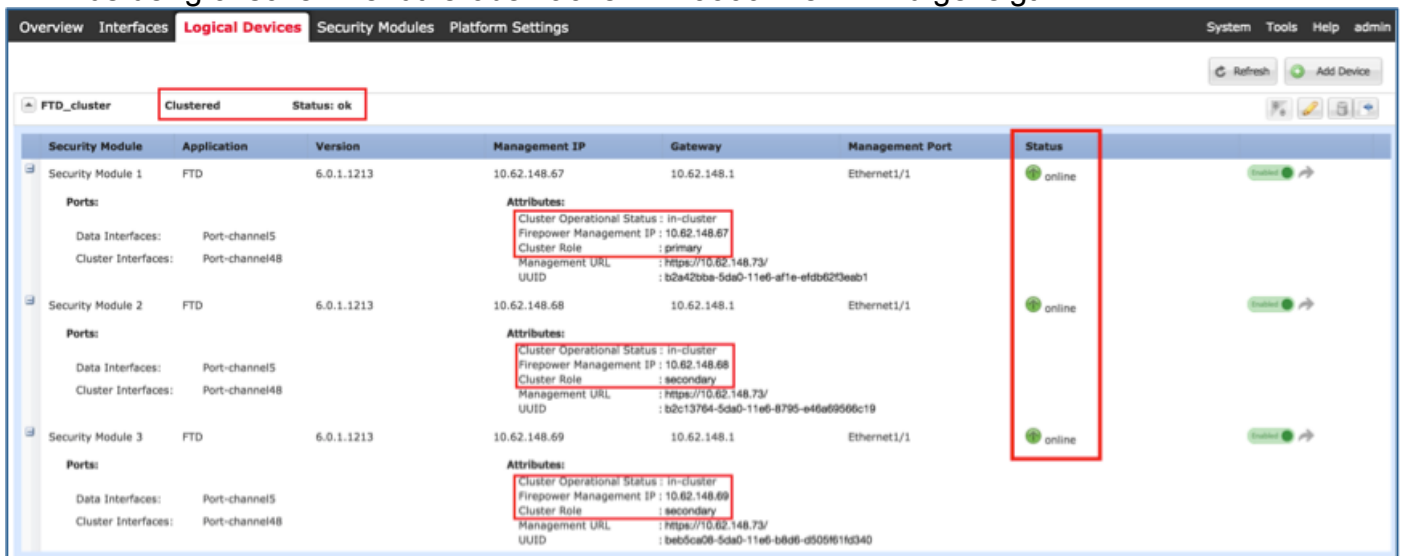 Overview Interfaces Logical Devices Security Modules Platform Settings System Tools Help admin
Refresh Add Device
FTD_cluster Clustered Status: ok
Security Module Application Version Management IP Gateway Management Port Status
Security Module 1 FTD 6.0.1.1213 10.62.148.67 10.62.148.1 Ethernet1/1 online Enabled
Ports: Attributes:
Cluster Operational Status : in-cluster
Data Interfaces: Port-channel5 Firepower Management IP : 10.62.148.67
Cluster Role : primary
Cluster Interfaces: Port-channel48 Management URL : https://10.62.148.73/
UUID : b2a42bba-5da0-11e6-af1e-efdb62f3eab1
Security Module 2 FTD 6.0.1.1213 10.62.148.68 10.62.148.1 Ethernet1/1 online Enabled
Ports: Attributes:
Cluster Operational Status : in-cluster
Data Interfaces: Port-channel5 Firepower Management IP : 10.62.148.68
Cluster Role : secondary
Cluster Interfaces: Port-channel48 Management URL : https://10.62.148.73/
UUID : b2c13764-5da0-11e6-8795-e46a69566c19
Security Module 3 FTD 6.0.1.1213 10.62.148.69 10.62.148.1 Ethernet1/1 online Enabled
Ports: Attributes:
Cluster Operational Status : in-cluster
Data Interfaces: Port-channel5 Firepower Management IP : 10.62.148.69
Cluster Role : secondary
Cluster Interfaces: Port-channel48 Management URL : https://10.62.148.73/
UUID : beb5ca08-5da0-11e6-b8d6-d505f61fd340